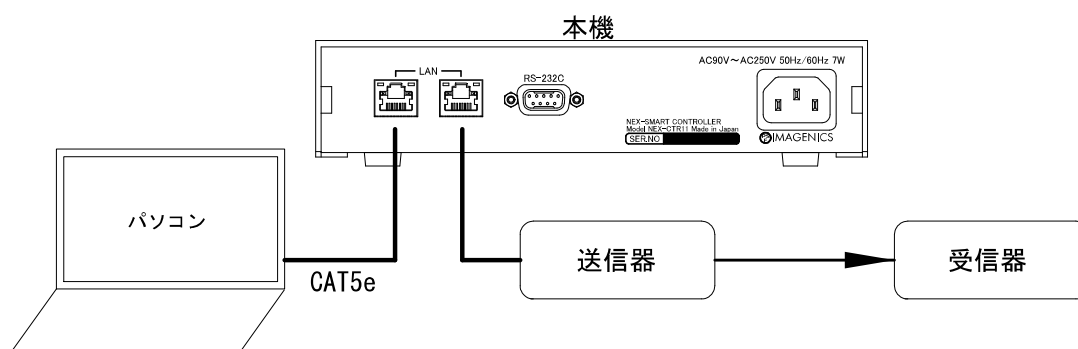 本機
AC90V～AC250V 50Hz/60Hz 7W
LAN
RS-232C
NEX-SMART CONTROLLER
Model NEX-CTR11 Made in Japan
SER.NO
IMAGENICS
パソコン
CAT5e
送信器
受信器